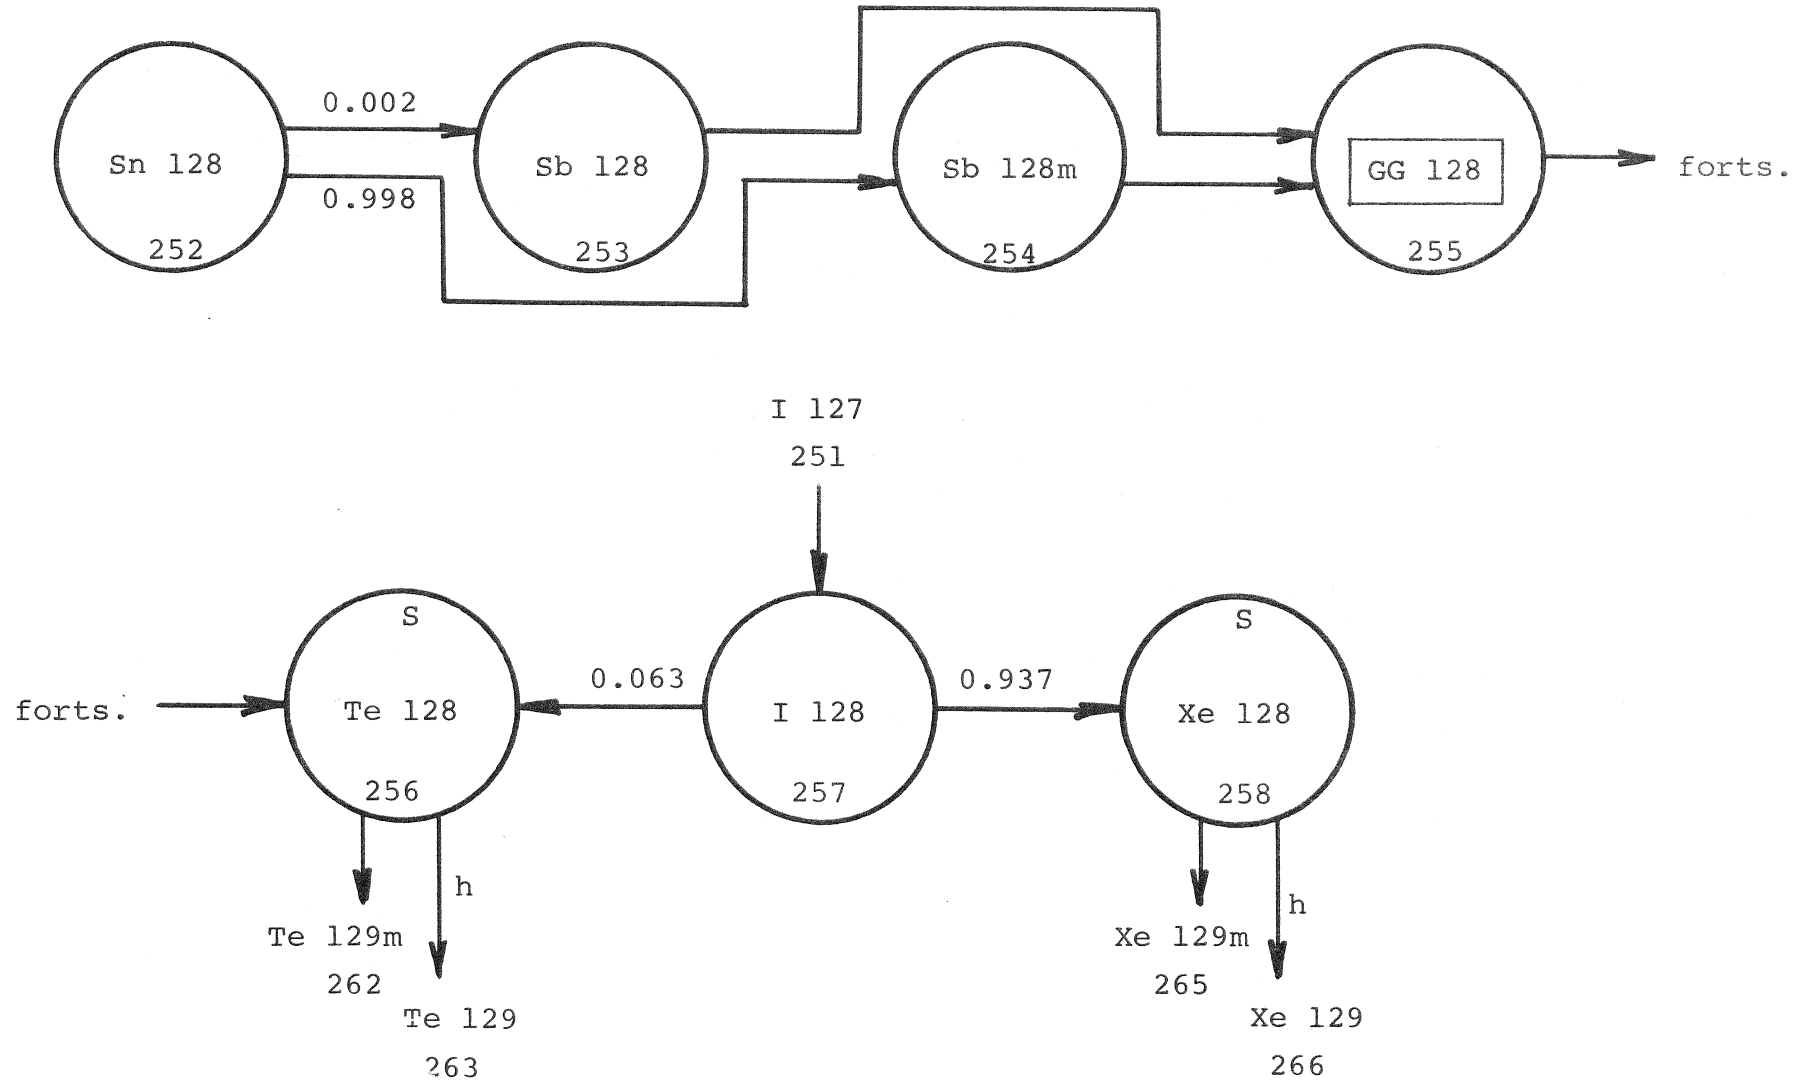 0.002
Sn 128
Sb 128
Sb 128m
GG 128
forts.
0.998
252
253
254
255
I 127
251
S
S
0.063
0.937
forts.
Te 128
I 128
Xe 128
256
257
258
h
h
Te 129m
Xe 129m
262
265
Te 129
Xe 129
263
266